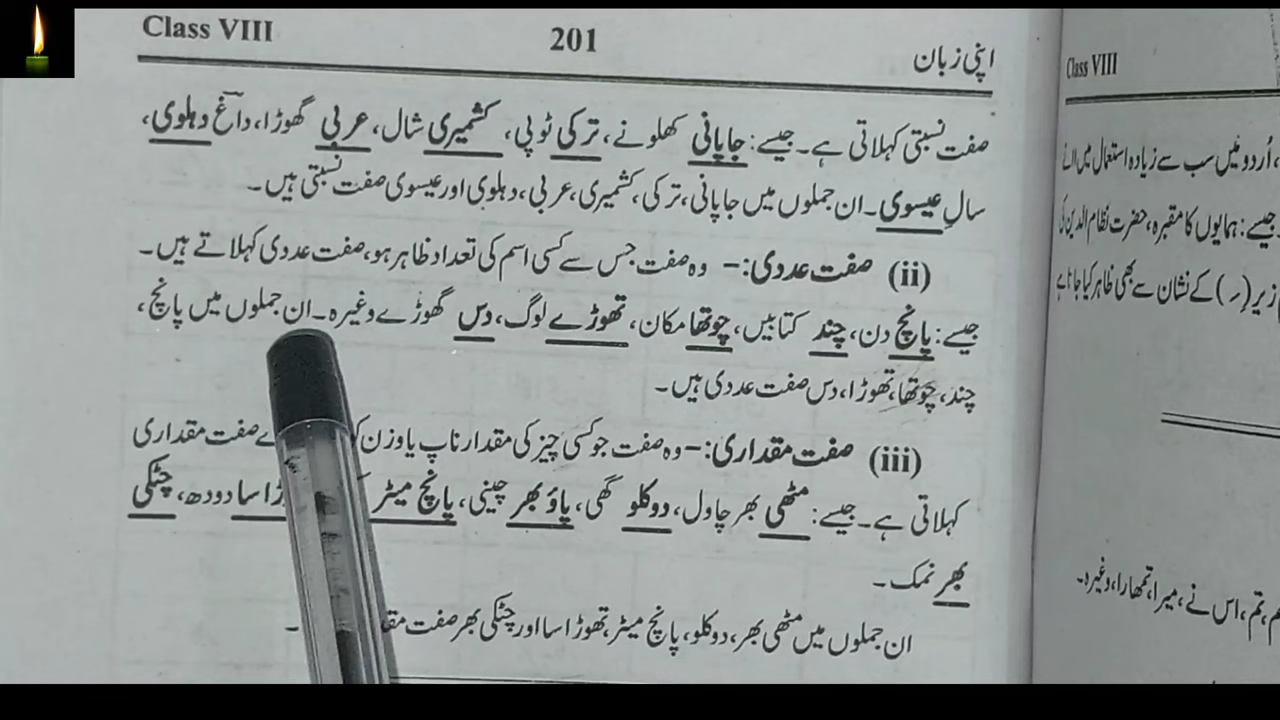 Class VIII 201 اپنی زبان
صفت نسبتی کہلاتی ہے۔ جیسے: جاپانی کھلونے، ترکی ٹوپی، کشمیری شال، عربی گھوڑا، داغؔ دہلوی،
سالِ عیسوی۔ ان جملوں میں جاپانی، ترکی، کشمیری، عربی، دہلوی اور عیسوی صفت نسبتی ہیں۔
(ii) صفت عددی:- وہ صفت جس سے کسی اسم کی تعداد ظاہر ہو، صفت عددی کہلاتے ہیں۔
جیسے: پانچ دن، چند کتابیں، چوتھا مکان، تھوڑے لوگ، دس گھوڑے وغیرہ۔ ان جملوں میں پانچ،
چند، چوتھا، تھوڑا، دس صفت عددی ہیں۔
(iii) صفت مقداری:- وہ صفت جو کسی چیز کی مقدار ناپ یا وزن صفت مقداری
کہلاتی ہے۔ جیسے: مٹھی بھر چاول، دو کلو گھی، پاؤ بھر چینی، پانچ میٹر سا دودھ، چٹکی
بھر نمک۔
ان جملوں میں مٹھی بھر، دو کلو، پانچ میٹر، تھوڑا سا اور چٹکی بھر صفت
Class VIII
، اُردو میں سب سے زیادہ استعمال میں
جیسے: ہمایوں کا مقبرہ، حضرت نظام الدین کی
زیر (ِ) کے نشان سے بھی ظاہر کیا جاتا ہے
تم، اس نے، میرا، تمھارا، وغیرہ۔